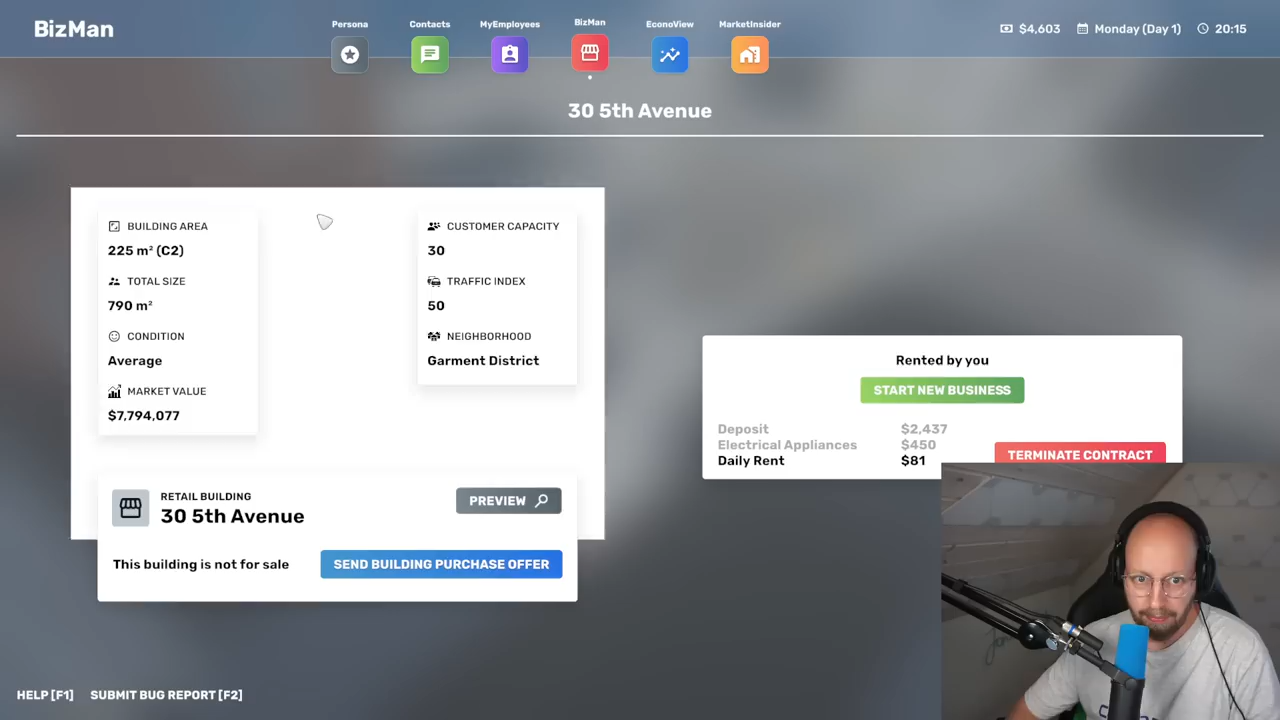 BizMan
Persona
Contacts
MyEmployees
BizMan
EconoView
MarketInsider
$4,603
Monday (Day 1)
20:15
30 5th Avenue
BUILDING AREA
225 m² (C2)
TOTAL SIZE
790 m²
CONDITION
Average
MARKET VALUE
$7,794,077
CUSTOMER CAPACITY
30
TRAFFIC INDEX
50
NEIGHBORHOOD
Garment District
RETAIL BUILDING
30 5th Avenue
PREVIEW
This building is not for sale
SEND BUILDING PURCHASE OFFER
Rented by you
START NEW BUSINESS
Deposit $2,437
Electrical Appliances $450
Daily Rent $81
TERMINATE CONTRACT
HELP [F1] SUBMIT BUG REPORT [F2]